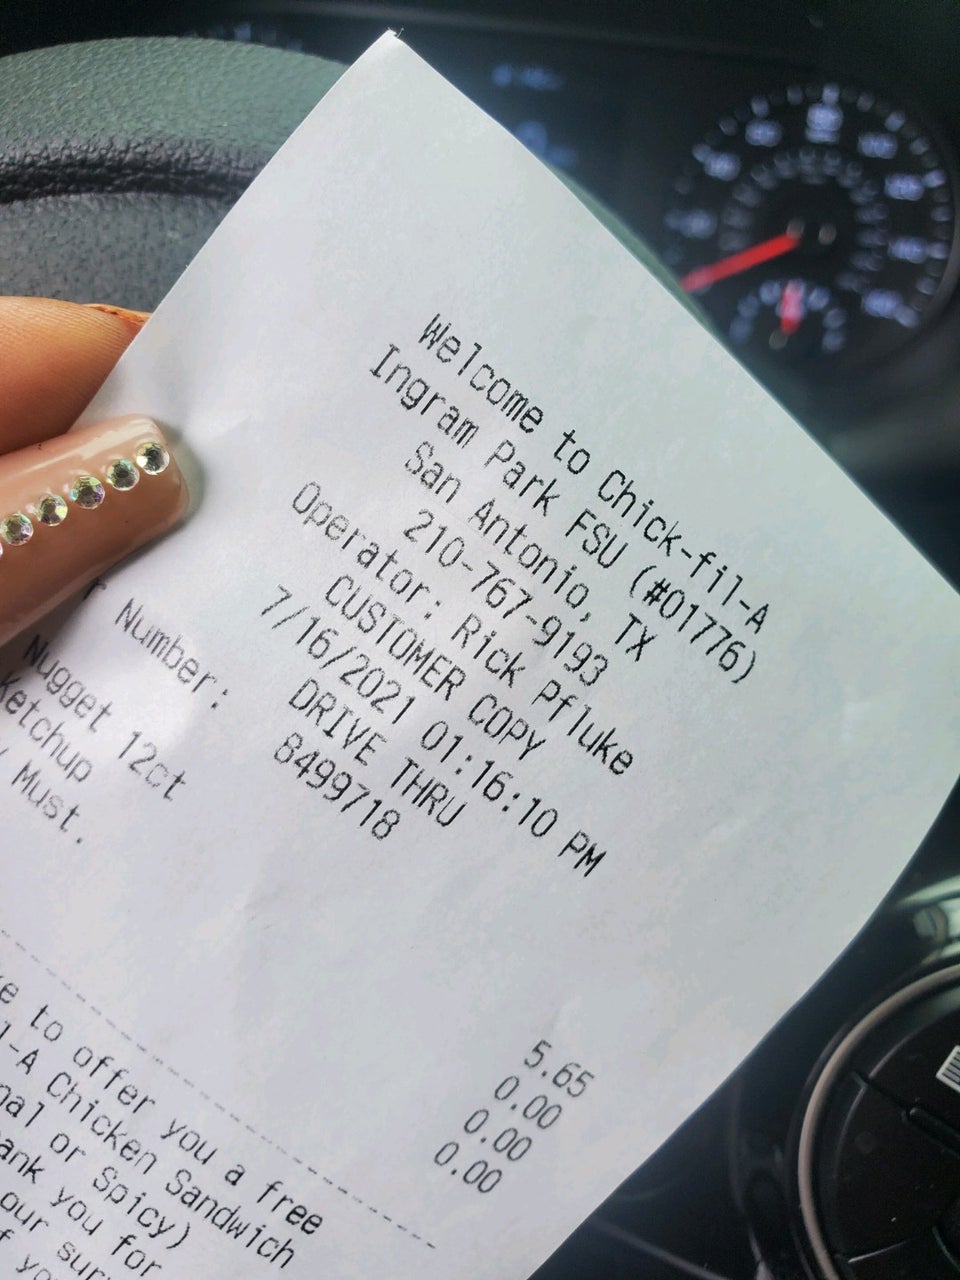 Welcome to Chick-fil-A
Ingram Park FSU (#01776)
San Antonio, TX
210-767-9193
Operator: Rick Pfluke
CUSTOMER COPY
7/16/2021 01:16:10 PM
DRIVE THRU
Number: 8499718
Nugget 12ct 5.65
Ketchup 0.00
Must. 0.00
0.00
to offer you a free
-A Chicken Sandwich
or Spicy)
you for
our